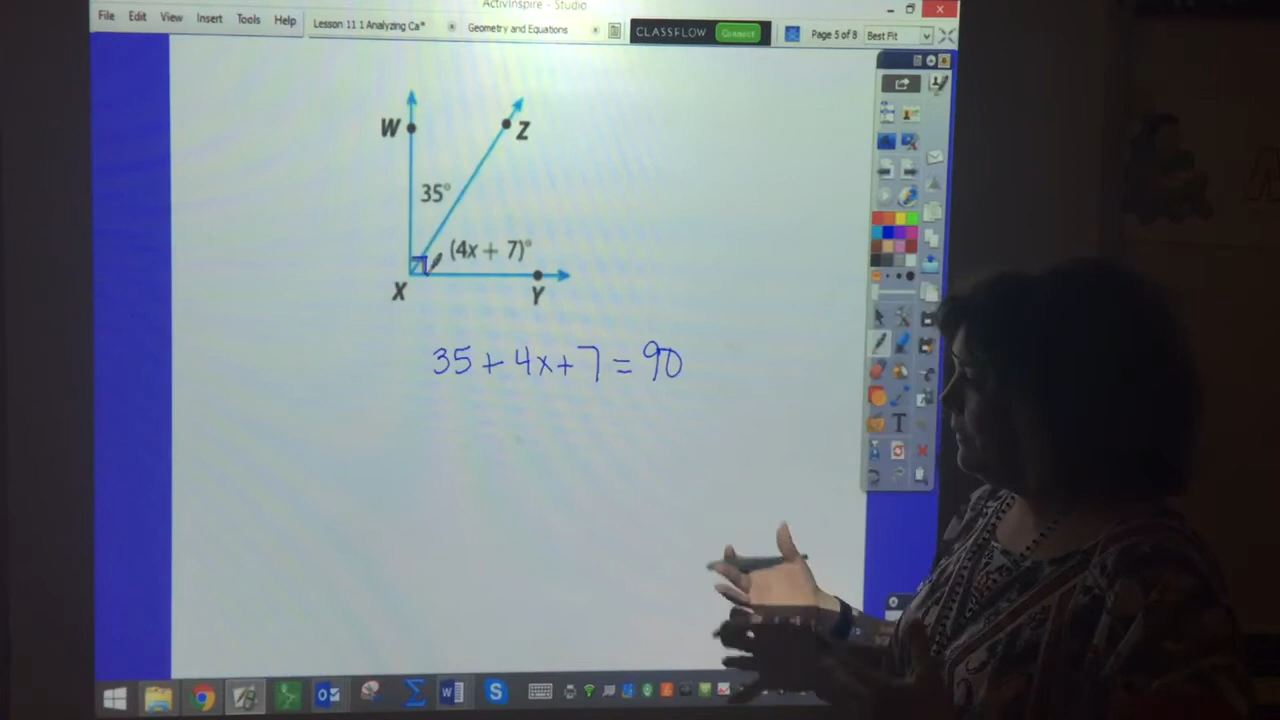 ActivInspire - Studio
File Edit View Insert Tools Help
Lesson 11 1 Analyzing Ca*
Geometry and Equations
CLASSFLOW Connect
Page 5 of 8
Best Fit
W
Z
35°
(4x + 7)°
X
Y
35 + 4x + 7 = 90
T